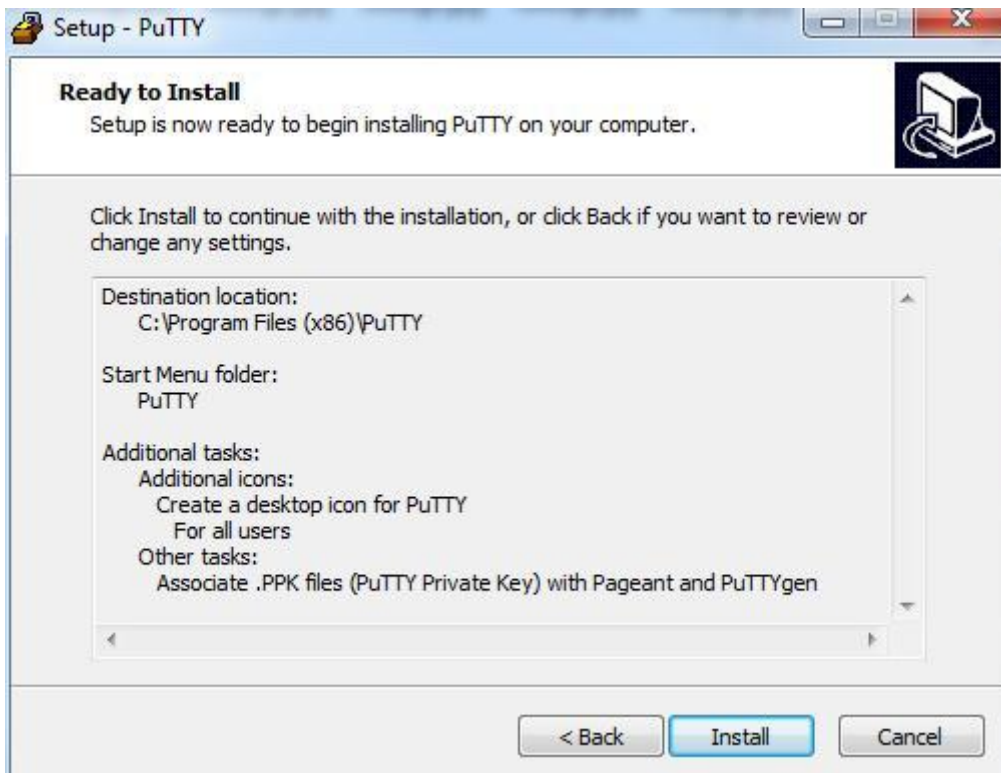 Setup - PuTTY
Ready to Install
Setup is now ready to begin installing PuTTY on your computer.
Click Install to continue with the installation, or click Back if you want to review or
change any settings.
Destination location:
C:\Program Files (x86)\PuTTY
Start Menu folder:
PuTTY
Additional tasks:
Additional icons:
Create a desktop icon for PuTTY
For all users
Other tasks:
Associate .PPK files (PuTTY Private Key) with Pageant and PuTTYgen
< Back
Install
Cancel